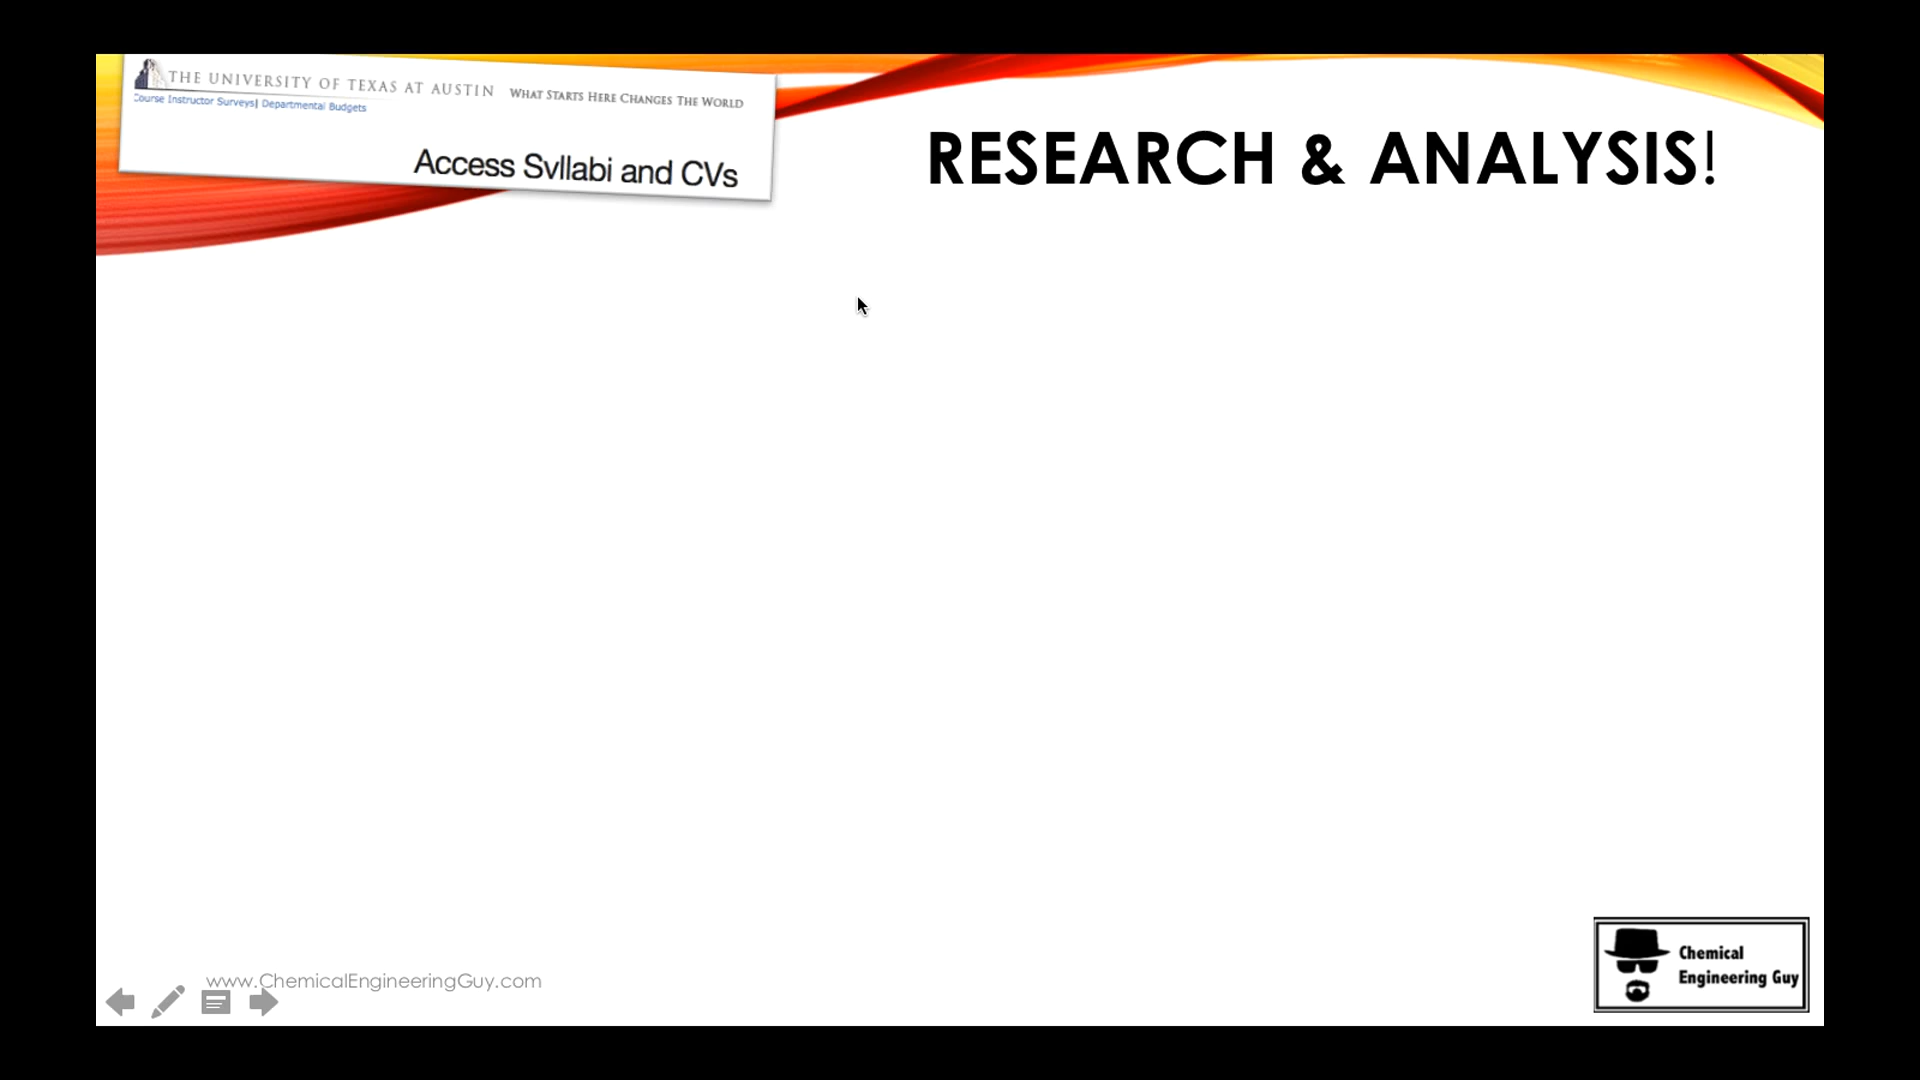 THE UNIVERSITY OF TEXAS AT AUSTIN WHAT STARTS HERE CHANGES THE WORLD
Course Instructor Surveys| Departmental Budgets
Access Syllabi and CVs
RESEARCH & ANALYSIS!
www.ChemicalEngineeringGuy.com
Chemical
Engineering Guy